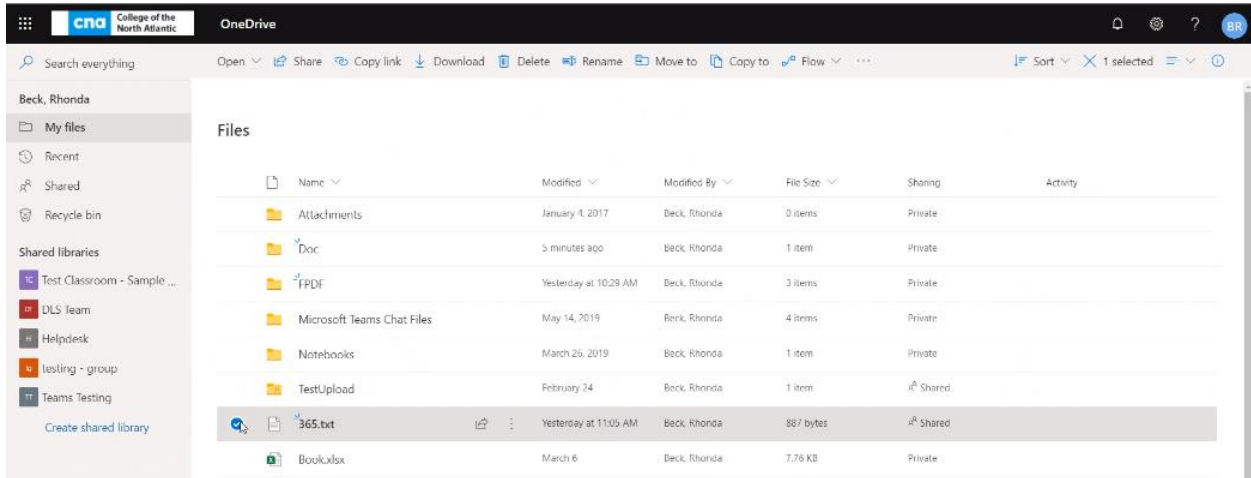 cna College of the
North Atlantic
OneDrive
? BR
Search everything
Open Share Copy link Download Delete Rename Move to Copy to Flow ... Sort 1 selected
Beck, Rhonda
My files
Files
Recent
Name Modified Modified By File Size Sharing Activity
Shared
Attachments January 4, 2017 Beck, Rhonda 0 items Private
Recycle bin
Doc 5 minutes ago Beck, Rhonda 1 item Private
Shared libraries
TC Test Classroom - Sample ...
FPDF Yesterday at 10:29 AM Beck, Rhonda 3 items Private
DT DLS Team
Microsoft Teams Chat Files May 14, 2019 Beck, Rhonda 4 items Private
H Helpdesk
Notebooks March 26, 2019 Beck, Rhonda 1 item Private
tg testing - group
TestUpload February 24 Beck, Rhonda 1 item Shared
TT Teams Testing
365.txt Yesterday at 11:05 AM Beck, Rhonda 887 bytes Shared
Create shared library
Book.xlsx March 6 Beck, Rhonda 7.76 KB Private